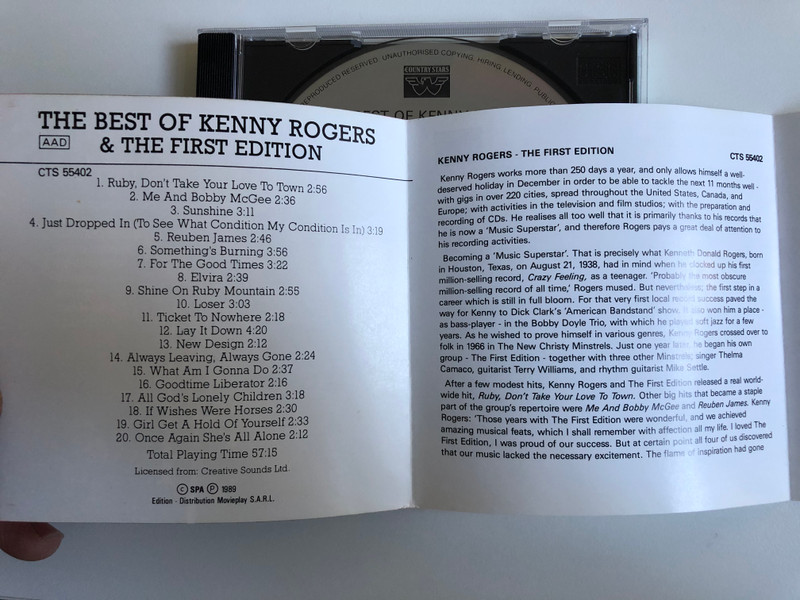 REPRODUCED RESERVED. UNAUTHORISED COPYING, HIRING, LENDING, PUBLIC
COUNTRY STARS
BEST OF KENNY
THE BEST OF KENNY ROGERS
AAD
& THE FIRST EDITION
CTS 55402
1. Ruby, Don't Take Your Love To Town 2:56
2. Me And Bobby McGee 2:36
3. Sunshine 3:11
4. Just Dropped In (To See What Condition My Condition Is In) 3:19
5. Reuben James 2:46
6. Something's Burning 3:56
7. For The Good Times 3:22
8. Elvira 2:39
9. Shine On Ruby Mountain 2:55
10. Loser 3:03
11. Ticket To Nowhere 2:18
12. Lay It Down 4:20
13. New Design 2:12
14. Always Leaving, Always Gone 2:24
15. What Am I Gonna Do 2:37
16. Goodtime Liberator 2:16
17. All God's Lonely Children 3:18
18. If Wishes Were Horses 2:30
19. Girl Get A Hold Of Yourself 2:33
20. Once Again She's All Alone 2:12
Total Playing Time 57:15
Licensed from: Creative Sounds Ltd.
© SPA ℗ 1989
Edition - Distribution Movieplay S.A.R.L.
KENNY ROGERS - THE FIRST EDITION
CTS 55402
Kenny Rogers works more than 250 days a year, and only allows himself a well-
deserved holiday in December in order to be able to tackle the next 11 months well -
with gigs in over 220 cities, spread throughout the United States, Canada, and
Europe; with activities in the television and film studios; with the preparation and
recording of CDs. He realises all too well that it is primarily thanks to his records that
he is now a 'Music Superstar', and therefore Rogers pays a great deal of attention to
his recording activities.
Becoming a 'Music Superstar'. That is precisely what Kenneth Donald Rogers, born
in Houston, Texas, on August 21, 1938, had in mind when he clocked up his first
million-selling record, Crazy Feeling, as a teenager. 'Probably the most obscure
million-selling record of all time,' Rogers mused. But nevertheless; the first step in a
career which is still in full bloom. For that very first local record success paved the
way for Kenny to Dick Clark's 'American Bandstand' show. It also won him a place -
as bass-player - in the Bobby Doyle Trio, with which he played soft jazz for a few
years. As he wished to prove himself in various genres, Kenny Rogers crossed over to
folk in 1966 in The New Christy Minstrels. Just one year later, he began his own
group - The First Edition - together with three other Minstrels; singer Thelma
Camaco, guitarist Terry Williams, and rhythm guitarist Mike Settle.
After a few modest hits, Kenny Rogers and The First Edition released a real world-
wide hit, Ruby, Don't Take Your Love To Town. Other big hits that became a staple
part of the group's repertoire were Me And Bobby McGee and Reuben James. Kenny
Rogers: 'Those years with The First Edition were wonderful, and we achieved
amazing musical feats, which I shall remember with affection all my life. I loved The
First Edition, I was proud of our success. But at certain point all four of us discovered
that our music lacked the necessary excitement. The flame of inspiration had gone